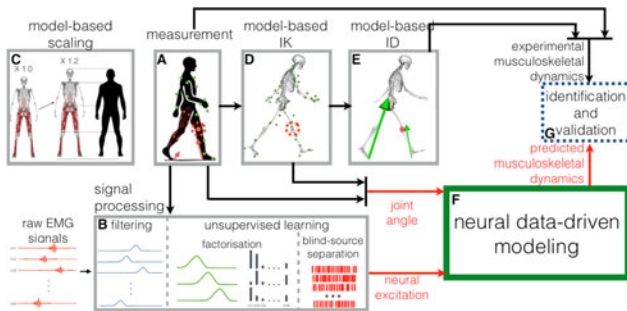 model-based
scaling
measurement
model-based
IK
model-based
ID
C
X 1.0
X 1.2
A
D
E
experimental
musculoskeletal
dynamics
identification
and
validation
G
predicted
musculoskeletal
dynamics
signal
processing
raw EMG
signals
B
filtering
unsupervised learning
factorisation
blind-source
separation
joint
angle
neural
excitation
F
neural data-driven
modeling